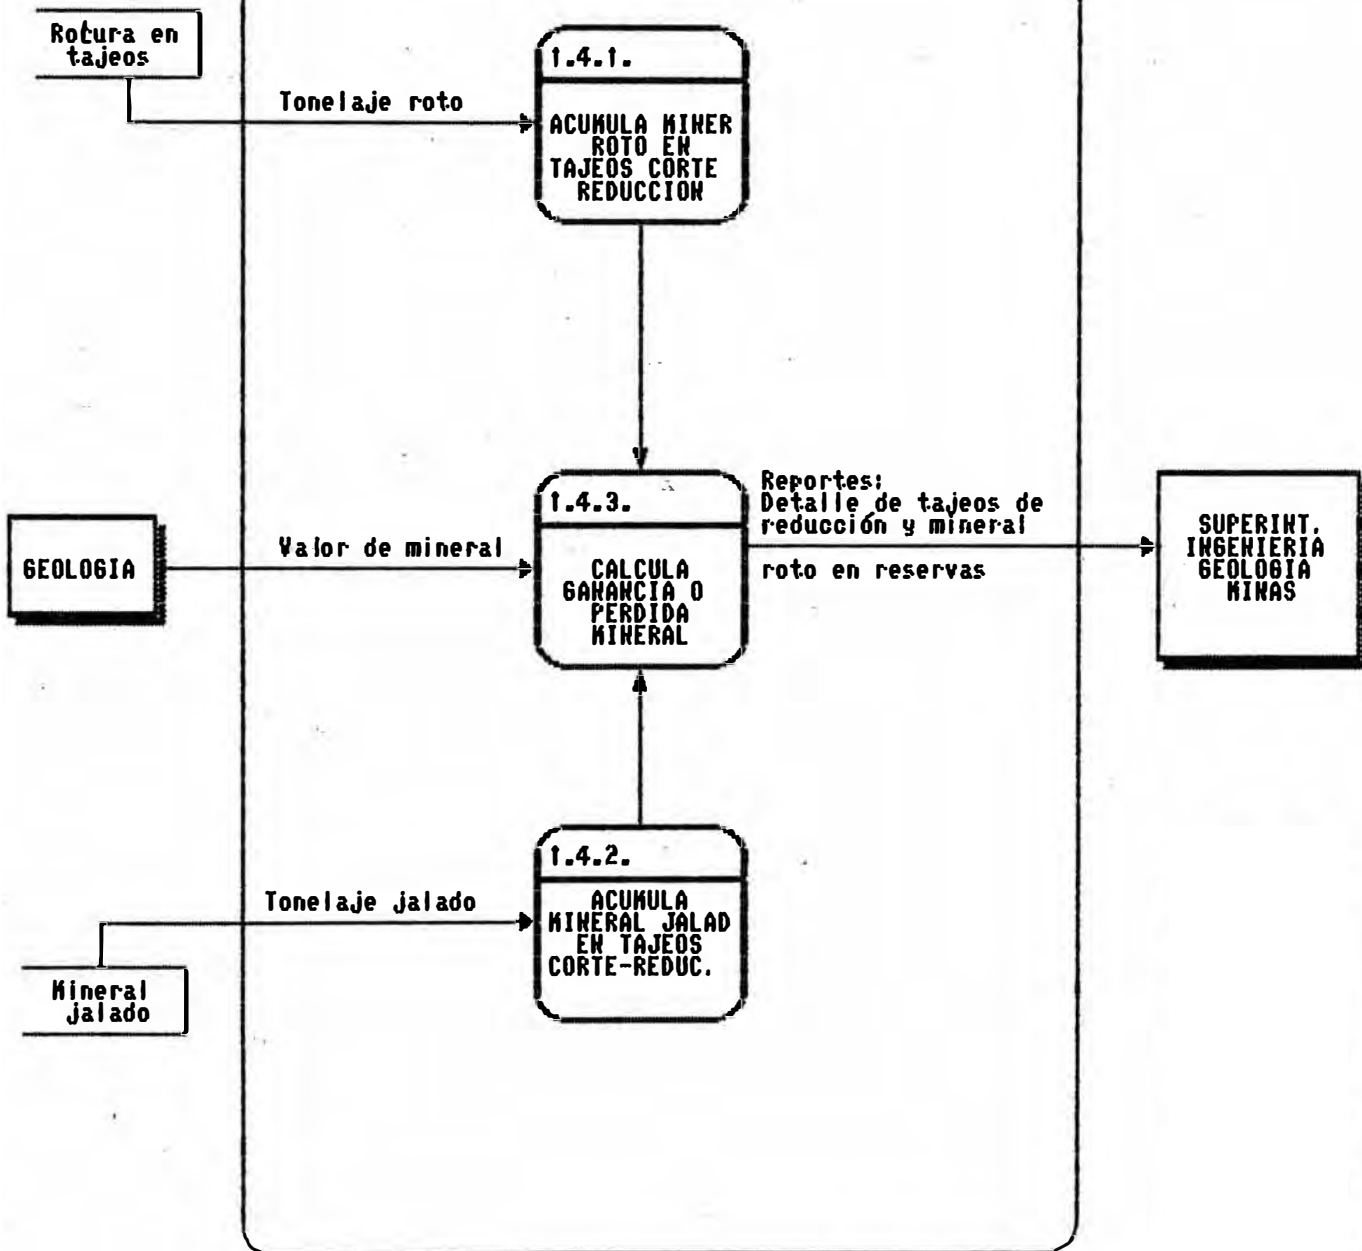 Rotura en
tajeos
Tonelaje roto
1.4.1.
ACUMULA MINER
ROTO EN
TAJEOS CORTE
REDUCCION
GEOLOGIA
Valor de mineral
1.4.3.
CALCULA
GANANCIA O
PERDIDA
MINERAL
Reportes:
Detalle de tajeos de
reducción y mineral
roto en reservas
SUPERINT.
INGENIERIA
GEOLOGIA
MINAS
Tonelaje jalado
1.4.2.
ACUMULA
MINERAL JALAD
EN TAJEOS
CORTE-REDUC.
Mineral
jalado